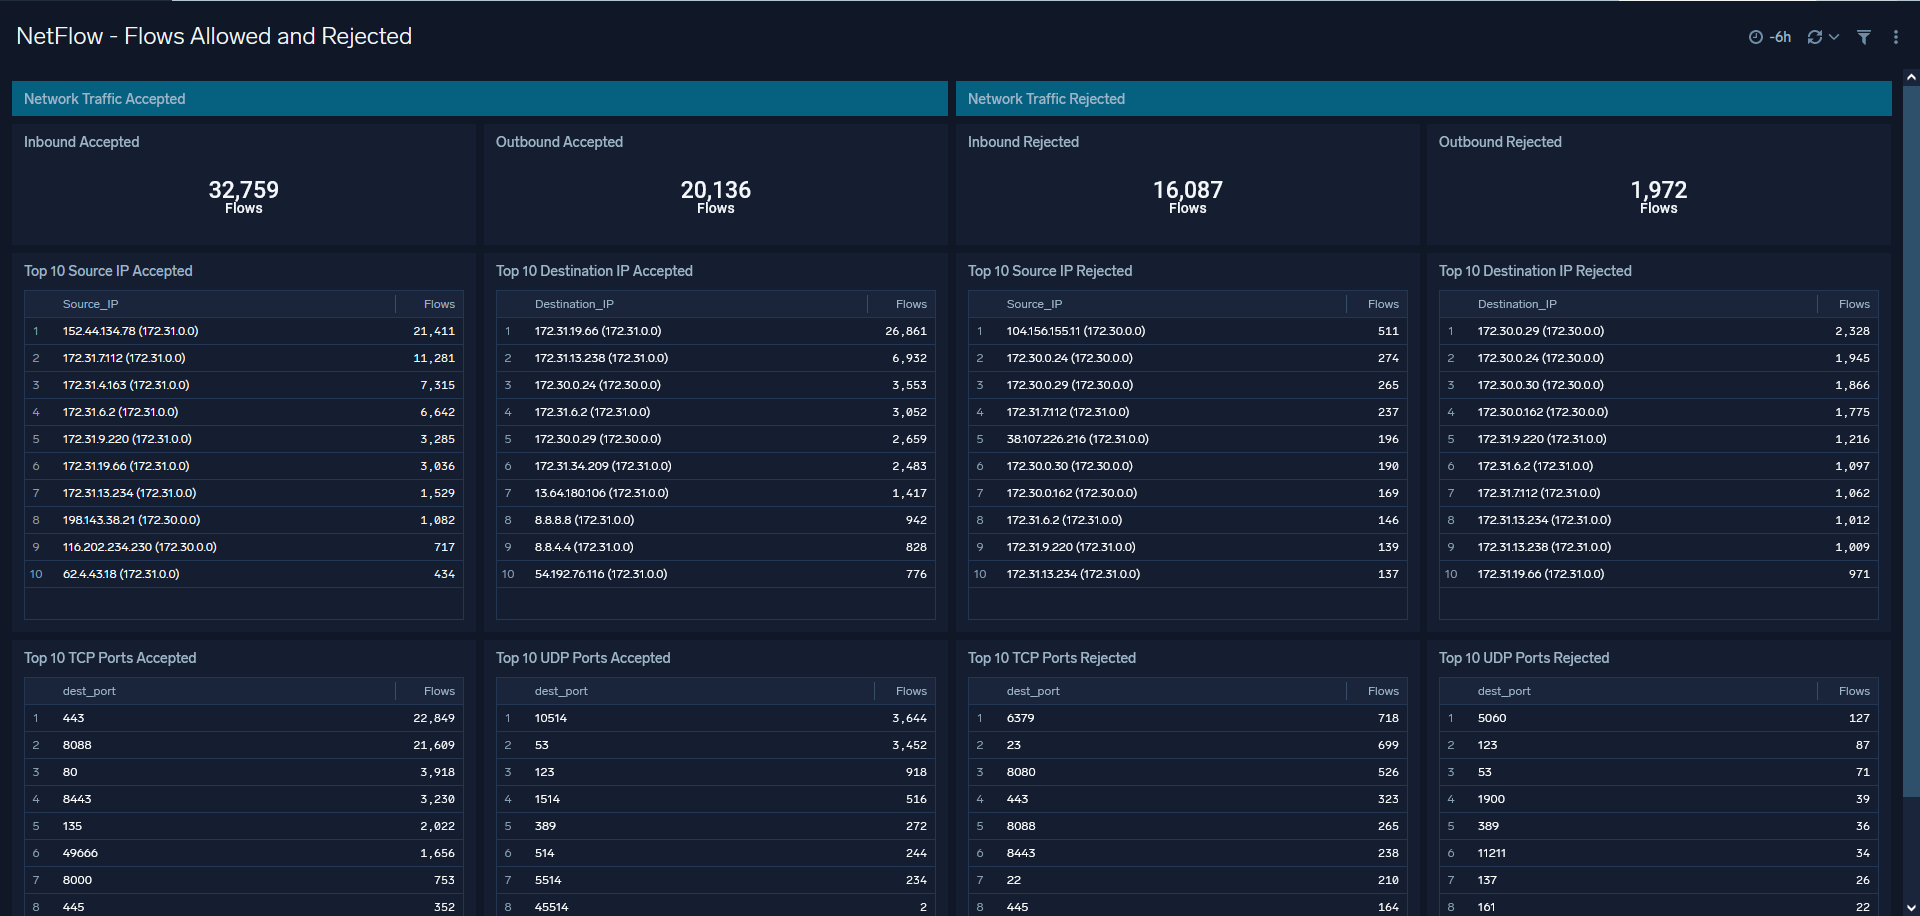 NetFlow - Flows Allowed and Rejected
-6h
Network Traffic Accepted
Network Traffic Rejected
Inbound Accepted
32,759
Flows
Outbound Accepted
20,136
Flows
Inbound Rejected
16,087
Flows
Outbound Rejected
1,972
Flows
Top 10 Source IP Accepted
Source_IP Flows
1 152.44.134.78 (172.31.0.0) 21,411
2 172.31.7.112 (172.31.0.0) 11,281
3 172.31.4.163 (172.31.0.0) 7,315
4 172.31.6.2 (172.31.0.0) 6,642
5 172.31.9.220 (172.31.0.0) 3,285
6 172.31.19.66 (172.31.0.0) 3,036
7 172.31.13.234 (172.31.0.0) 1,529
8 198.143.38.21 (172.30.0.0) 1,082
9 116.202.234.230 (172.30.0.0) 717
10 62.4.43.18 (172.31.0.0) 434
Top 10 Destination IP Accepted
Destination_IP Flows
1 172.31.19.66 (172.31.0.0) 26,861
2 172.31.13.238 (172.31.0.0) 6,932
3 172.30.0.24 (172.30.0.0) 3,553
4 172.31.6.2 (172.31.0.0) 3,052
5 172.30.0.29 (172.30.0.0) 2,659
6 172.31.34.209 (172.31.0.0) 2,483
7 13.64.180.106 (172.31.0.0) 1,417
8 8.8.8.8 (172.31.0.0) 942
9 8.8.4.4 (172.31.0.0) 828
10 54.192.76.116 (172.31.0.0) 776
Top 10 Source IP Rejected
Source_IP Flows
1 104.156.155.11 (172.30.0.0) 511
2 172.30.0.24 (172.30.0.0) 274
3 172.30.0.29 (172.30.0.0) 265
4 172.31.7.112 (172.31.0.0) 237
5 38.107.226.216 (172.31.0.0) 196
6 172.30.0.30 (172.30.0.0) 190
7 172.30.0.162 (172.30.0.0) 169
8 172.31.6.2 (172.31.0.0) 146
9 172.31.9.220 (172.31.0.0) 139
10 172.31.13.234 (172.31.0.0) 137
Top 10 Destination IP Rejected
Destination_IP Flows
1 172.30.0.29 (172.30.0.0) 2,328
2 172.30.0.24 (172.30.0.0) 1,945
3 172.30.0.30 (172.30.0.0) 1,866
4 172.30.0.162 (172.30.0.0) 1,775
5 172.31.9.220 (172.31.0.0) 1,216
6 172.31.6.2 (172.31.0.0) 1,097
7 172.31.7.112 (172.31.0.0) 1,062
8 172.31.13.234 (172.31.0.0) 1,012
9 172.31.13.238 (172.31.0.0) 1,009
10 172.31.19.66 (172.31.0.0) 971
Top 10 TCP Ports Accepted
dest_port Flows
1 443 22,849
2 8088 21,609
3 80 3,918
4 8443 3,230
5 135 2,022
6 49666 1,656
7 8000 753
8 445 352
Top 10 UDP Ports Accepted
dest_port Flows
1 10514 3,644
2 53 3,452
3 123 918
4 1514 516
5 389 272
6 514 244
7 5514 234
8 45514 2
Top 10 TCP Ports Rejected
dest_port Flows
1 6379 718
2 23 699
3 8080 526
4 443 323
5 8088 265
6 8443 238
7 22 210
8 445 164
Top 10 UDP Ports Rejected
dest_port Flows
1 5060 127
2 123 87
3 53 71
4 1900 39
5 389 36
6 11211 34
7 137 26
8 161 22